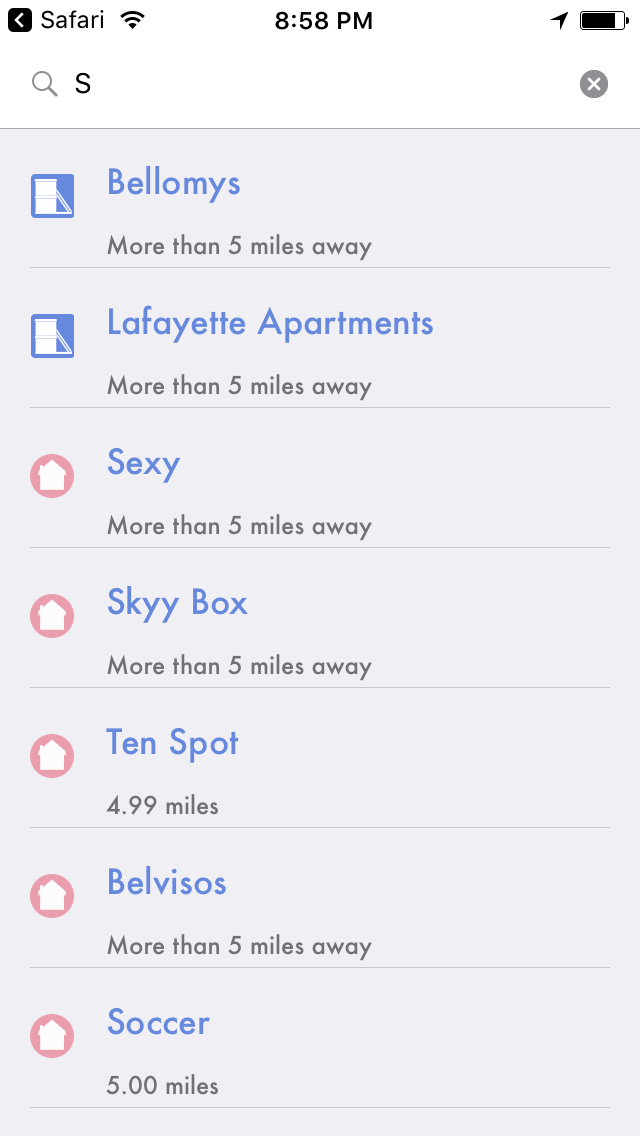 Safari 8:58 PM
S
Bellomys
More than 5 miles away
Lafayette Apartments
More than 5 miles away
Sexy
More than 5 miles away
Skyy Box
More than 5 miles away
Ten Spot
4.99 miles
Belvisos
More than 5 miles away
Soccer
5.00 miles